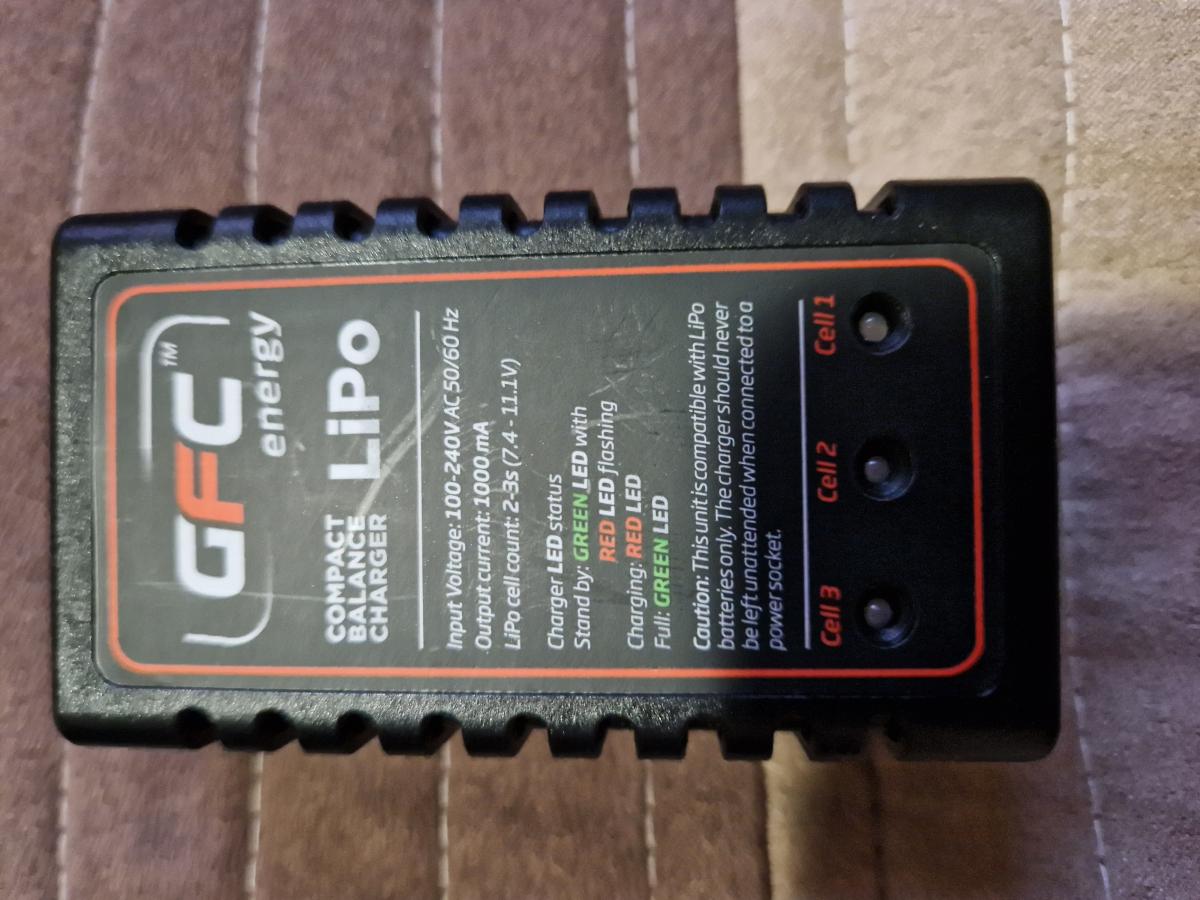 GFC™
energy
COMPACT
BALANCE
CHARGER
LiPo
Input Voltage: 100-240V AC 50/60 Hz
Output current: 1000 mA
LiPo cell count: 2-3s (7.4 - 11.1V)
Charger LED status
Stand by: GREEN LED with
RED LED flashing
Charging: RED LED
Full: GREEN LED
Caution: This unit is compatible with LiPo
batteries only. The charger should never
be left unattended when connected to a
power socket.
Cell 3 Cell 2 Cell 1